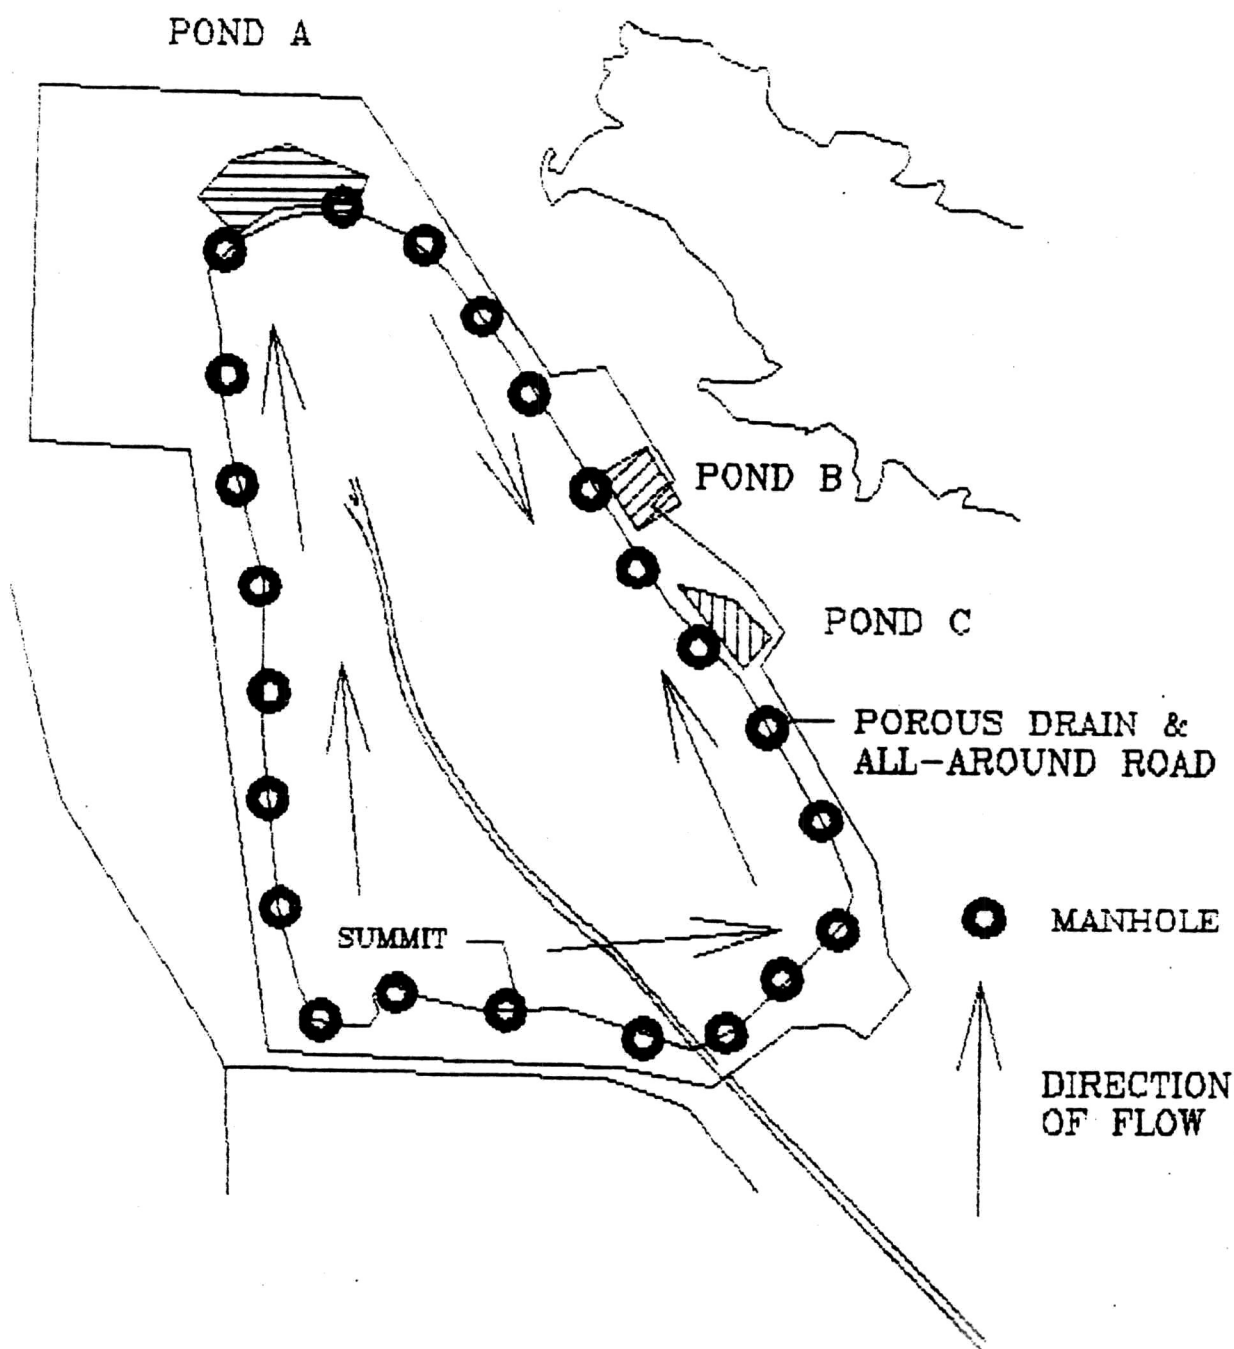 POND A
POND B
POND C
POROUS DRAIN &
ALL-AROUND ROAD
SUMMIT
MANHOLE
DIRECTION
OF FLOW